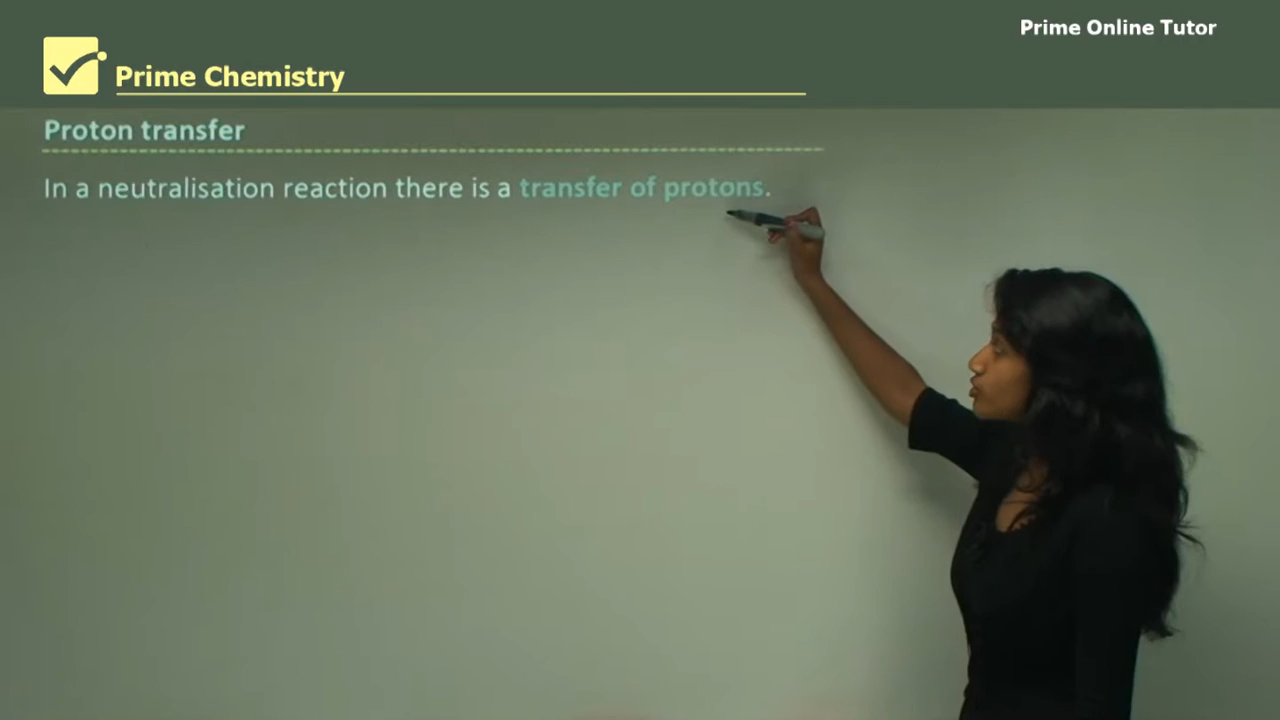 Prime Online Tutor
Prime Chemistry
Proton transfer
In a neutralisation reaction there is a transfer of protons.